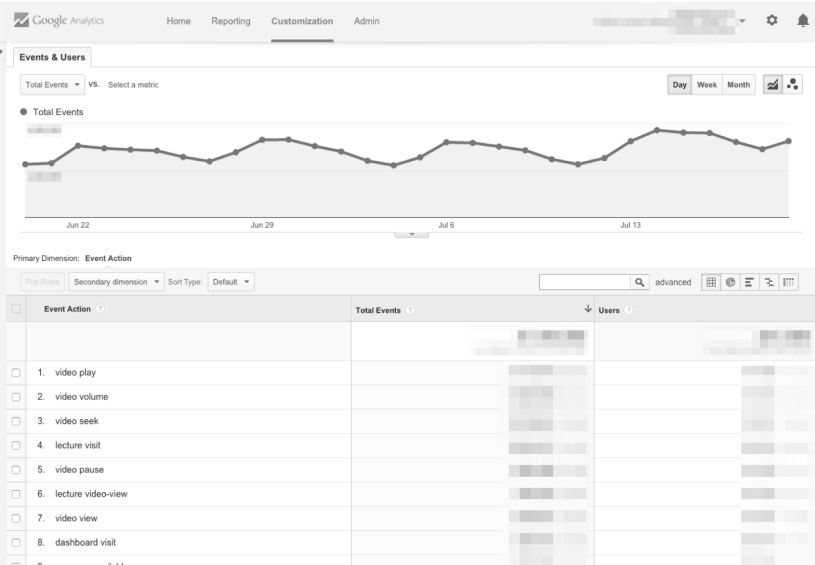 Google Analytics Home Reporting Customization Admin
Events & Users
Total Events VS. Select a metric Day Week Month
Total Events
Jun 22 Jun 29 Jul 6 Jul 13
Primary Dimension: Event Action
Plot Rows Secondary dimension Sort Type: Default advanced
Event Action ? Total Events ? Users ?
1. video play
2. video volume
3. video seek
4. lecture visit
5. video pause
6. lecture video-view
7. video view
8. dashboard visit